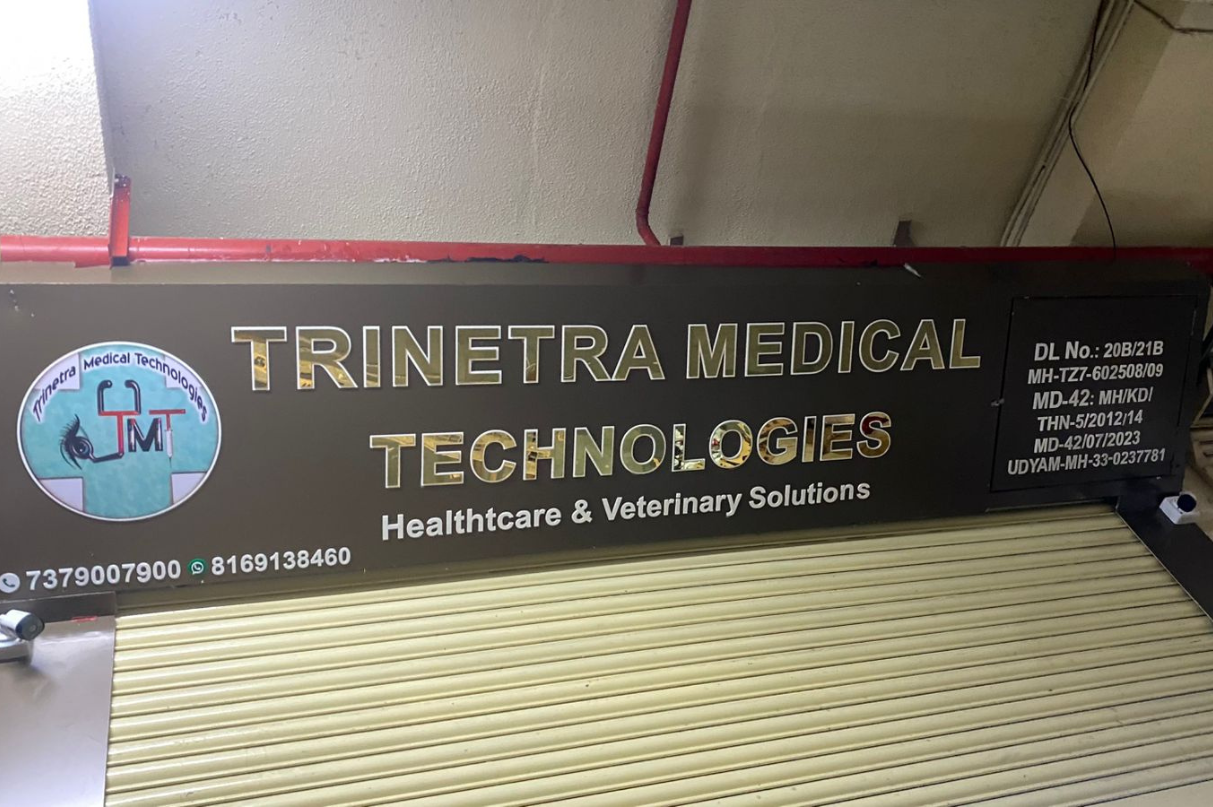 Trinetra Medical Technologies
TMT
TRINETRA MEDICAL
TECHNOLOGIES
Healthtcare & Veterinary Solutions
7379007900 8169138460
DL No.: 20B/21B
MH-TZ7-602508/09
MD-42: MH/KD/
THN-5/2012/14
MD-42/07/2023
UDYAM-MH-33-0237781